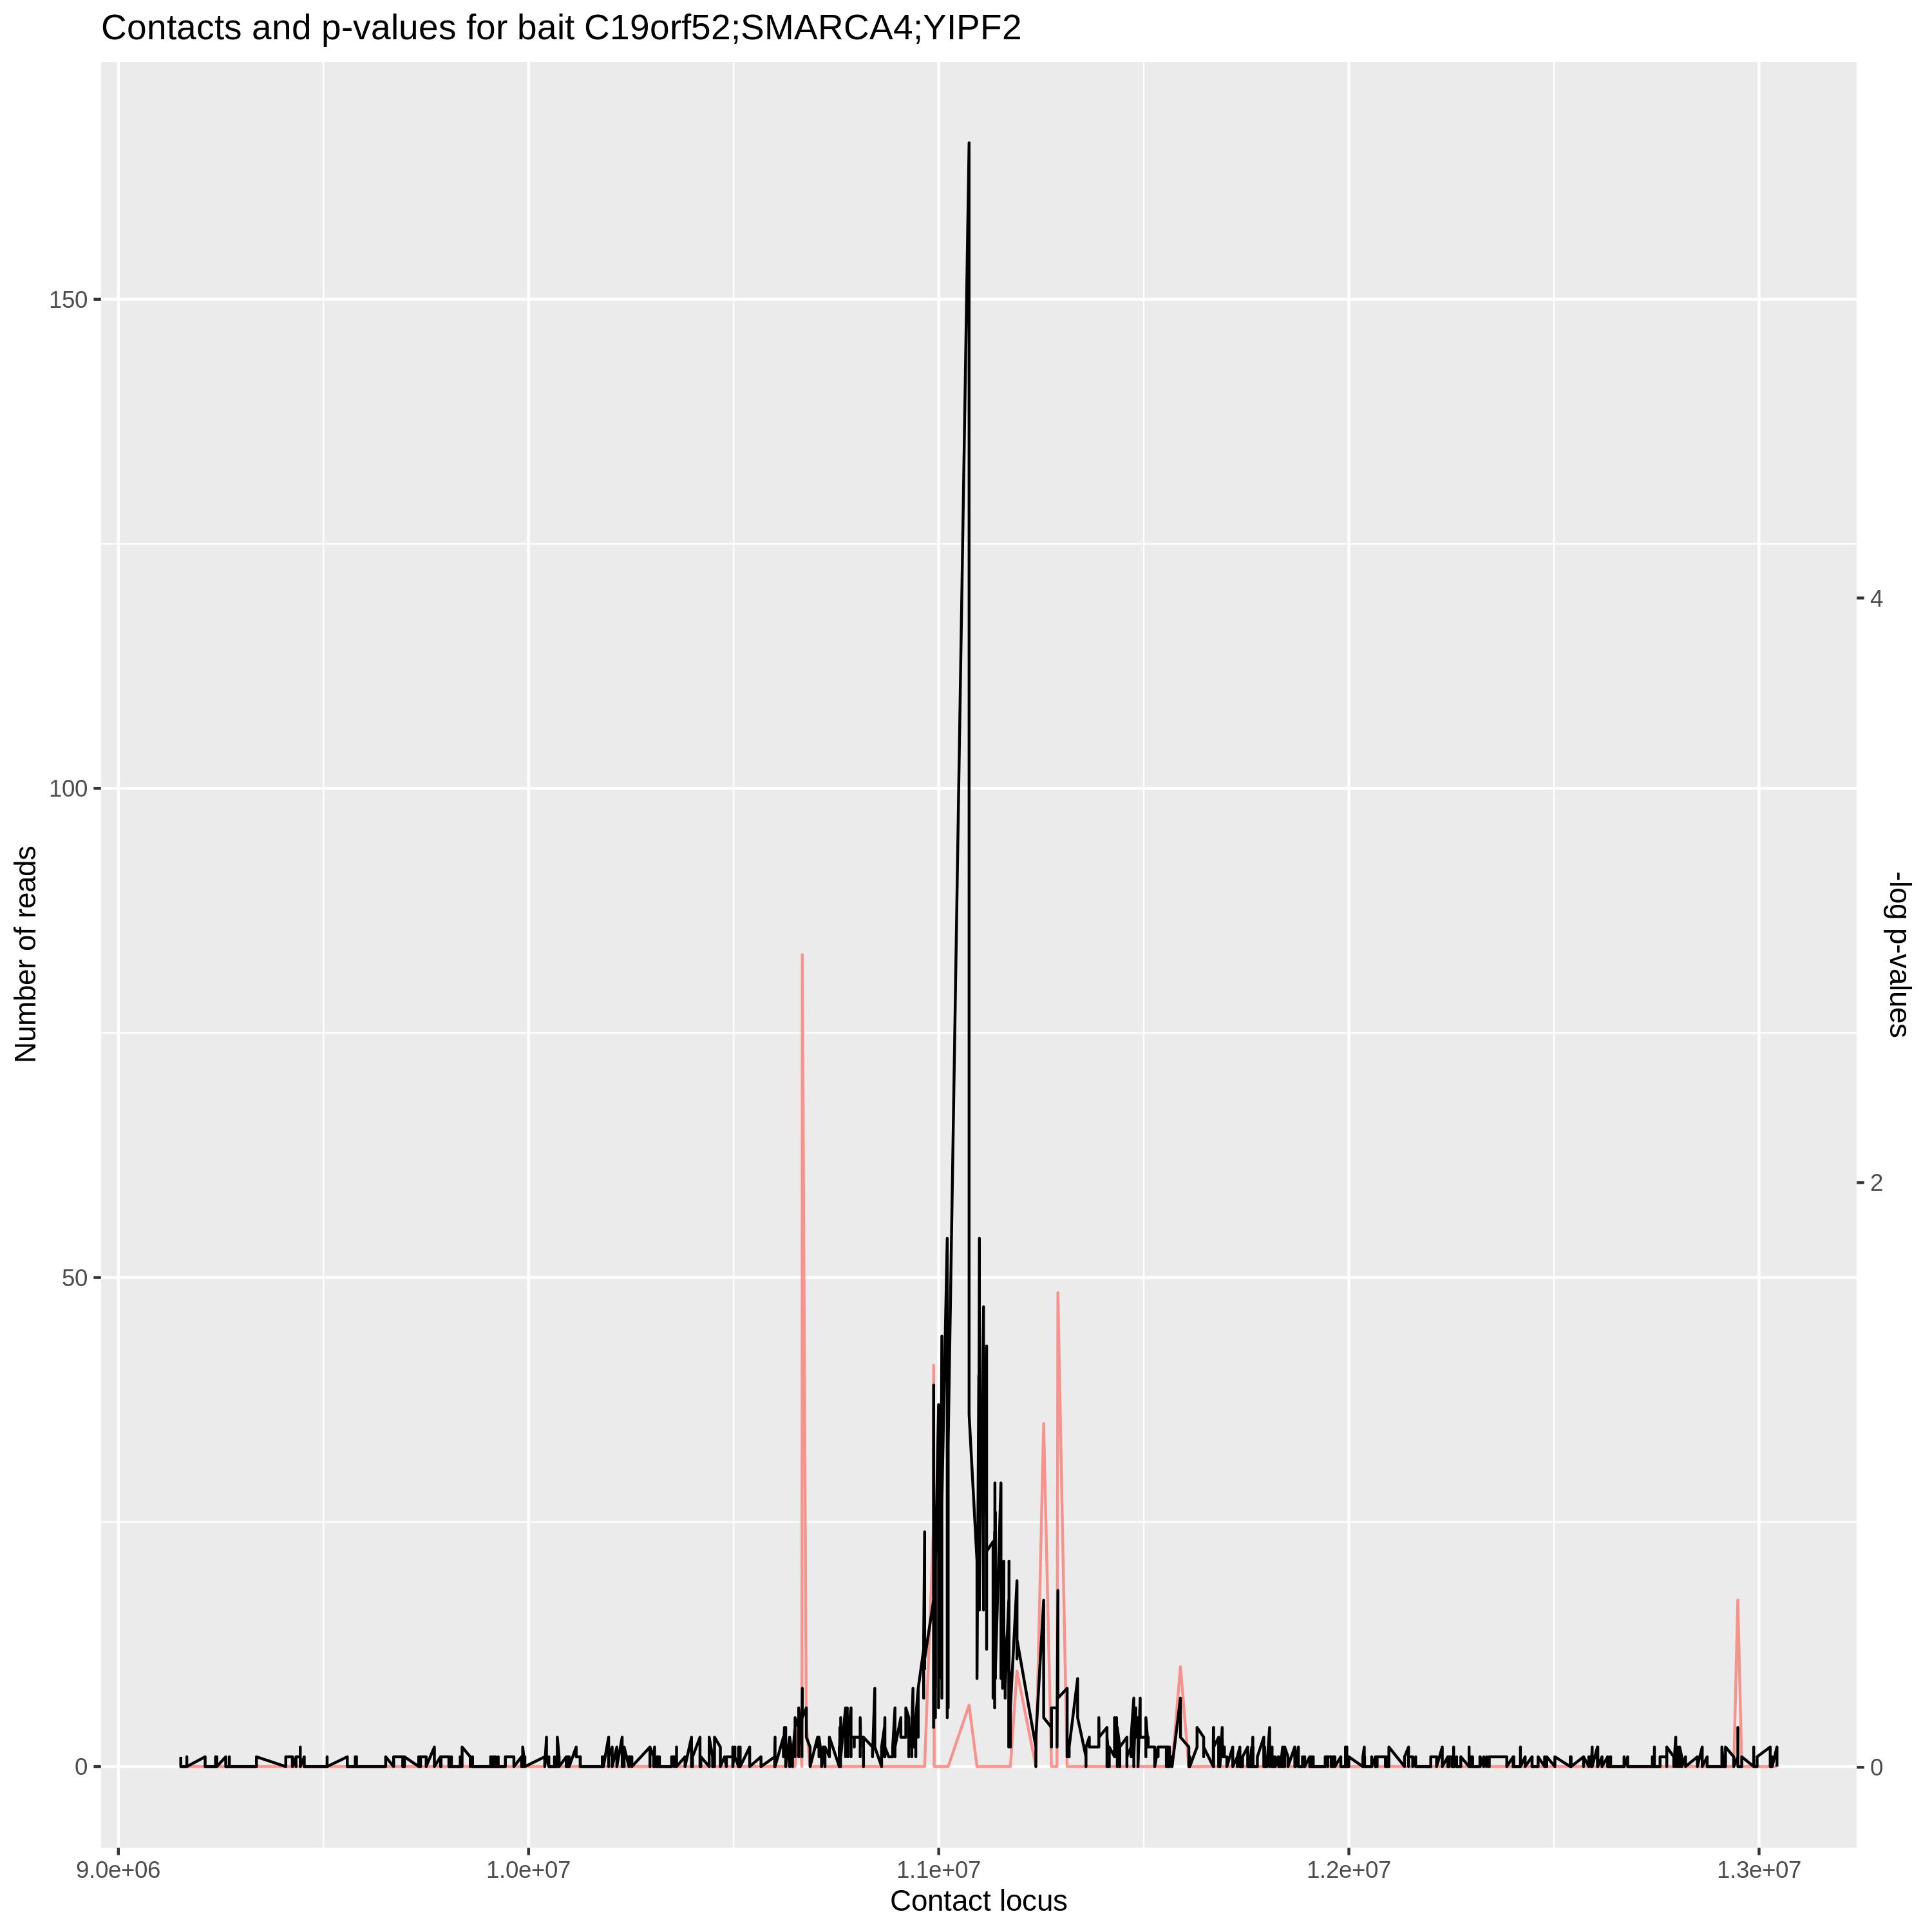 Contacts and p-values for bait C19orf52;SMARCA4;YIPF2
150
100
50
0
Number of reads
4
2
0
-log p-values
9.0e+06
1.0e+07
1.1e+07
1.2e+07
1.3e+07
Contact locus